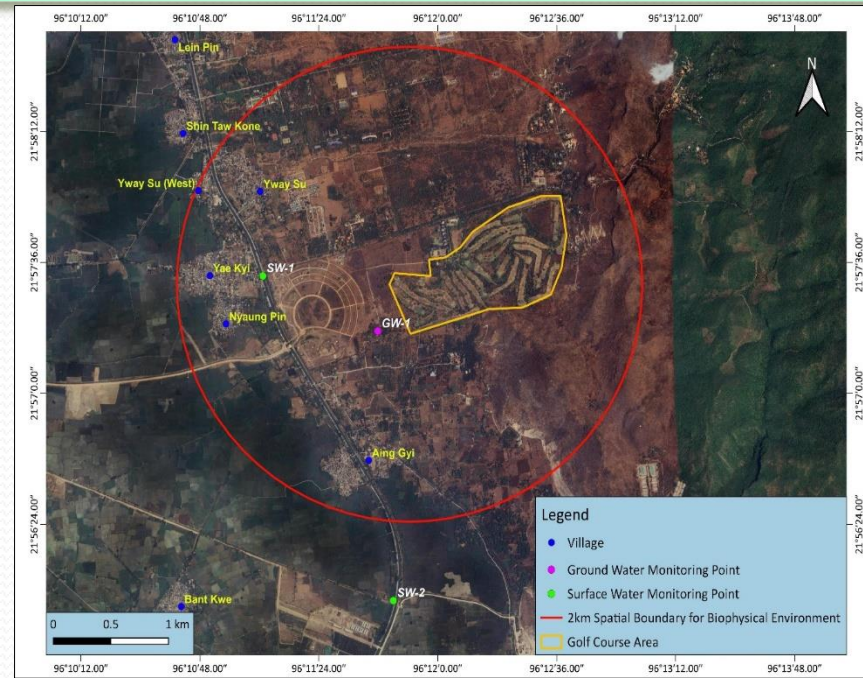 96°10'12.00" 96°10'48.00" 96°11'24.00" 96°12'0.00" 96°12'36.00" 96°13'12.00" 96°13'48.00"
N
Lein Pin
Shin Taw Kone
21°58'12.00" 21°58'12.00"
Yway Su (West) Yway Su
21°57'36.00" 21°57'36.00"
Yae Kyi SW-1
Nyaung Pin GW-1
21°57'0.00" 21°57'0.00"
Aing Gyi
21°56'24.00" 21°56'24.00"
SW-2
Bant Kwe
0 0.5 1 km
Legend
Village
Ground Water Monitoring Point
Surface Water Monitoring Point
2km Spatial Boundary for Biophysical Environment
Golf Course Area
96°10'12.00" 96°10'48.00" 96°11'24.00" 96°12'0.00" 96°12'36.00" 96°13'12.00" 96°13'48.00"